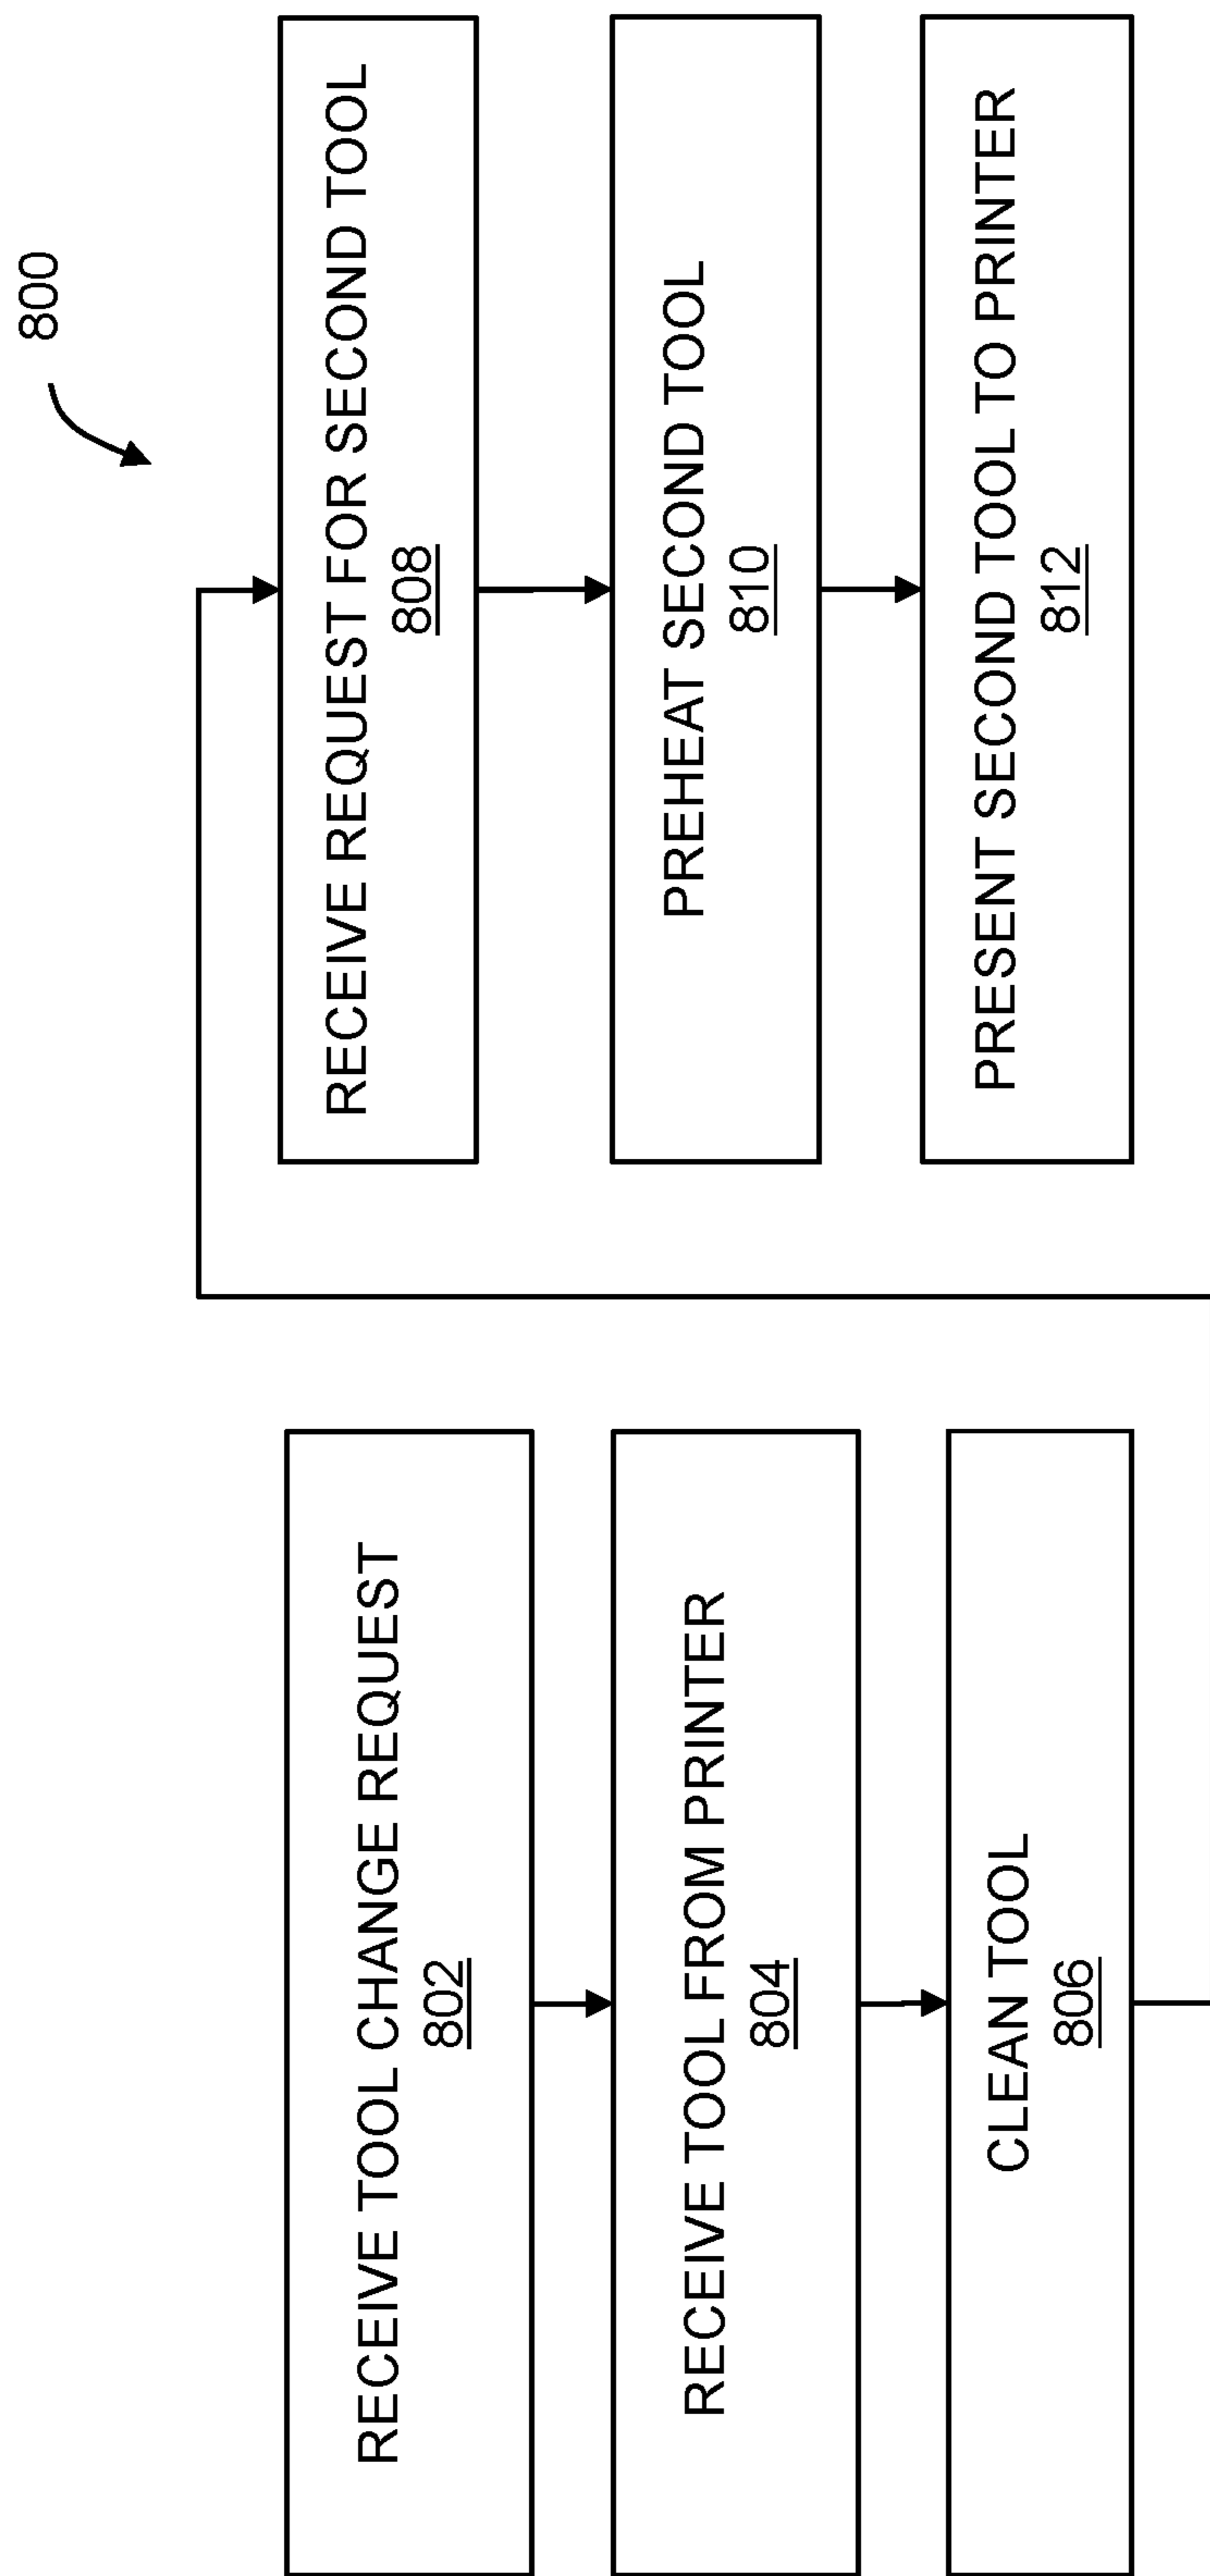 800
RECEIVE TOOL CHANGE REQUEST
802
RECEIVE TOOL FROM PRINTER
804
CLEAN TOOL
806
RECEIVE REQUEST FOR SECOND TOOL
808
PREHEAT SECOND TOOL
810
PRESENT SECOND TOOL TO PRINTER
812